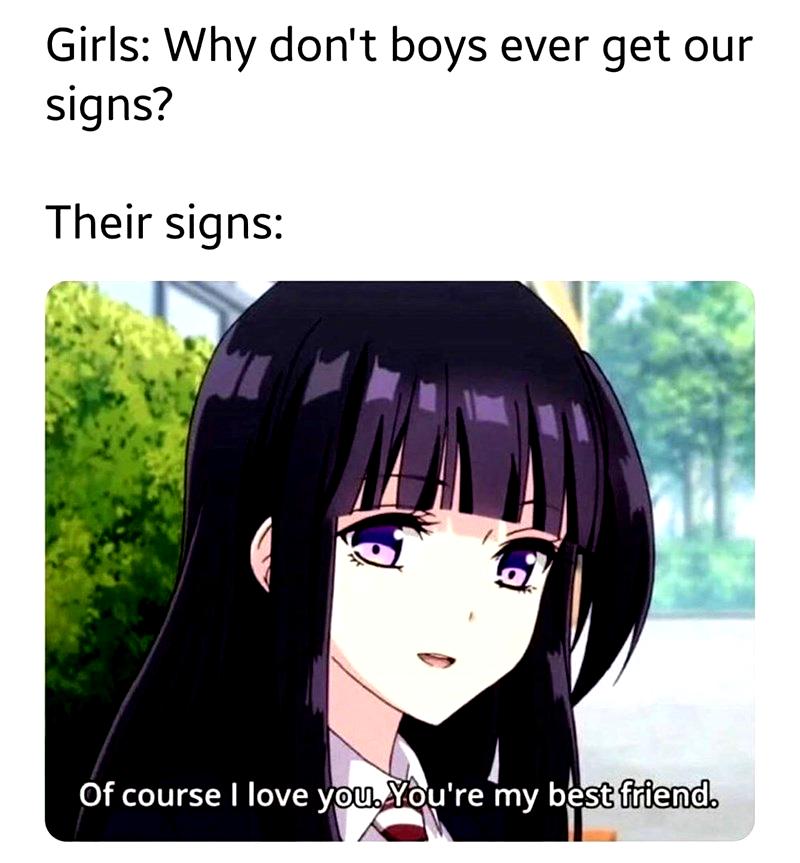 Girls: Why don't boys ever get our
signs?
Their signs:
Of course I love you. You're my best friend.